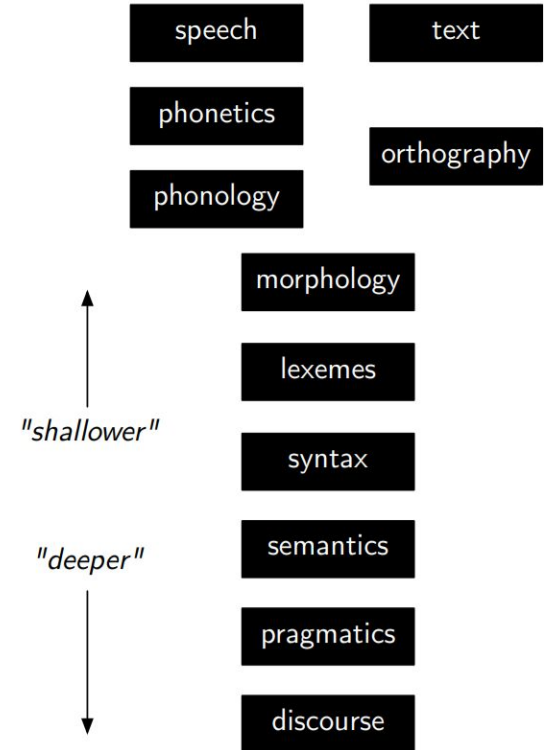 speech
text
phonetics
orthography
phonology
morphology
lexemes
"shallower"
syntax
"deeper"
semantics
pragmatics
discourse